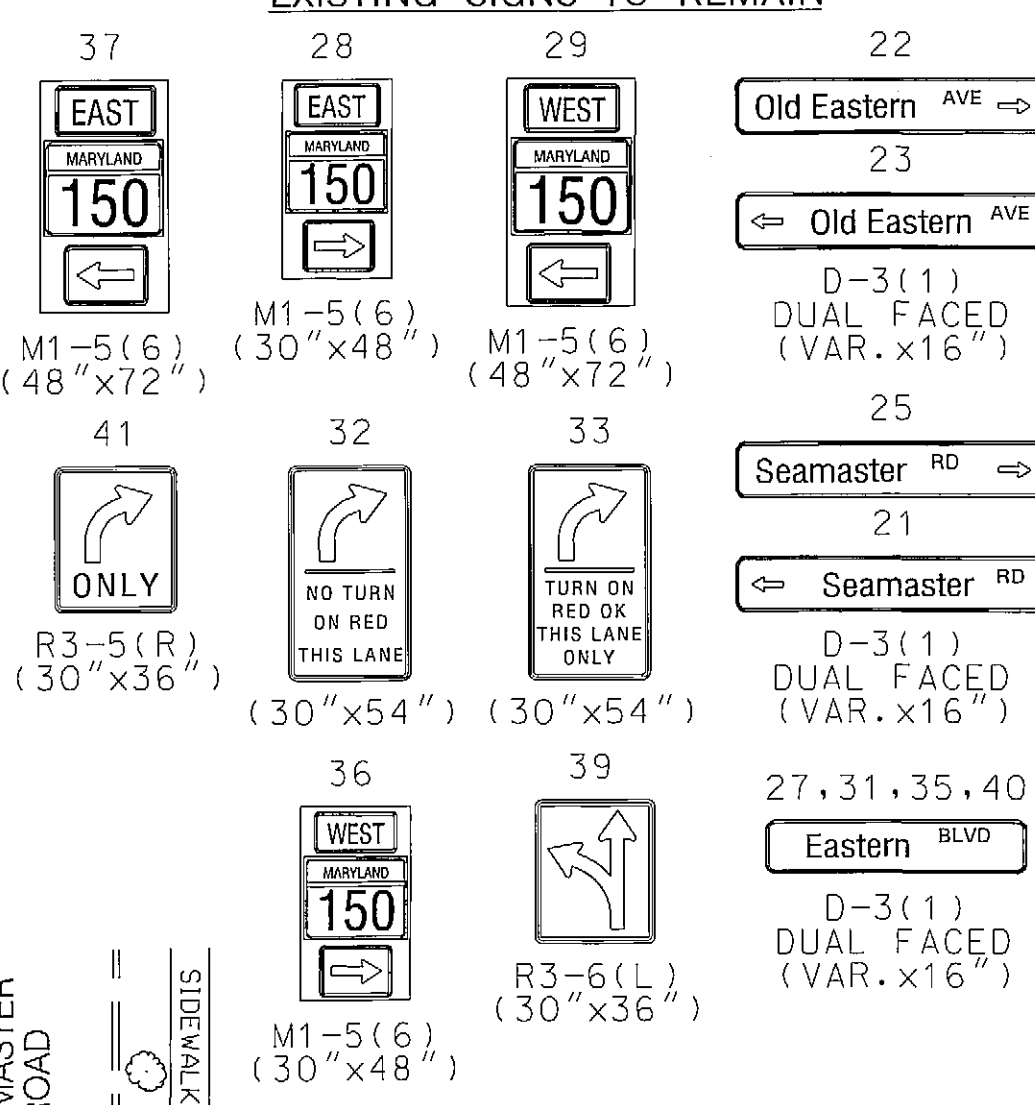 EXISTING SIGNS TO REMAIN
37
EAST
MARYLAND
150
M1-5(6)
(48"x72")
28
EAST
MARYLAND
150
M1-5(6)
(30"x48")
29
WEST
MARYLAND
150
M1-5(6)
(48"x72")
22
Old Eastern AVE
23
Old Eastern AVE
D-3(1)
DUAL FACED
(VAR.x16")
41
ONLY
R3-5(R)
(30"x36")
32
NO TURN
ON RED
THIS LANE
(30"x54")
33
TURN ON
RED OK
THIS LANE
ONLY
(30"x54")
25
Seamaster RD
21
Seamaster RD
D-3(1)
DUAL FACED
(VAR.x16")
36
WEST
MARYLAND
150
M1-5(6)
(30"x48")
39
R3-6(L)
(30"x36")
27,31,35,40
Eastern BLVD
D-3(1)
DUAL FACED
(VAR.x16")
SIDEWALK